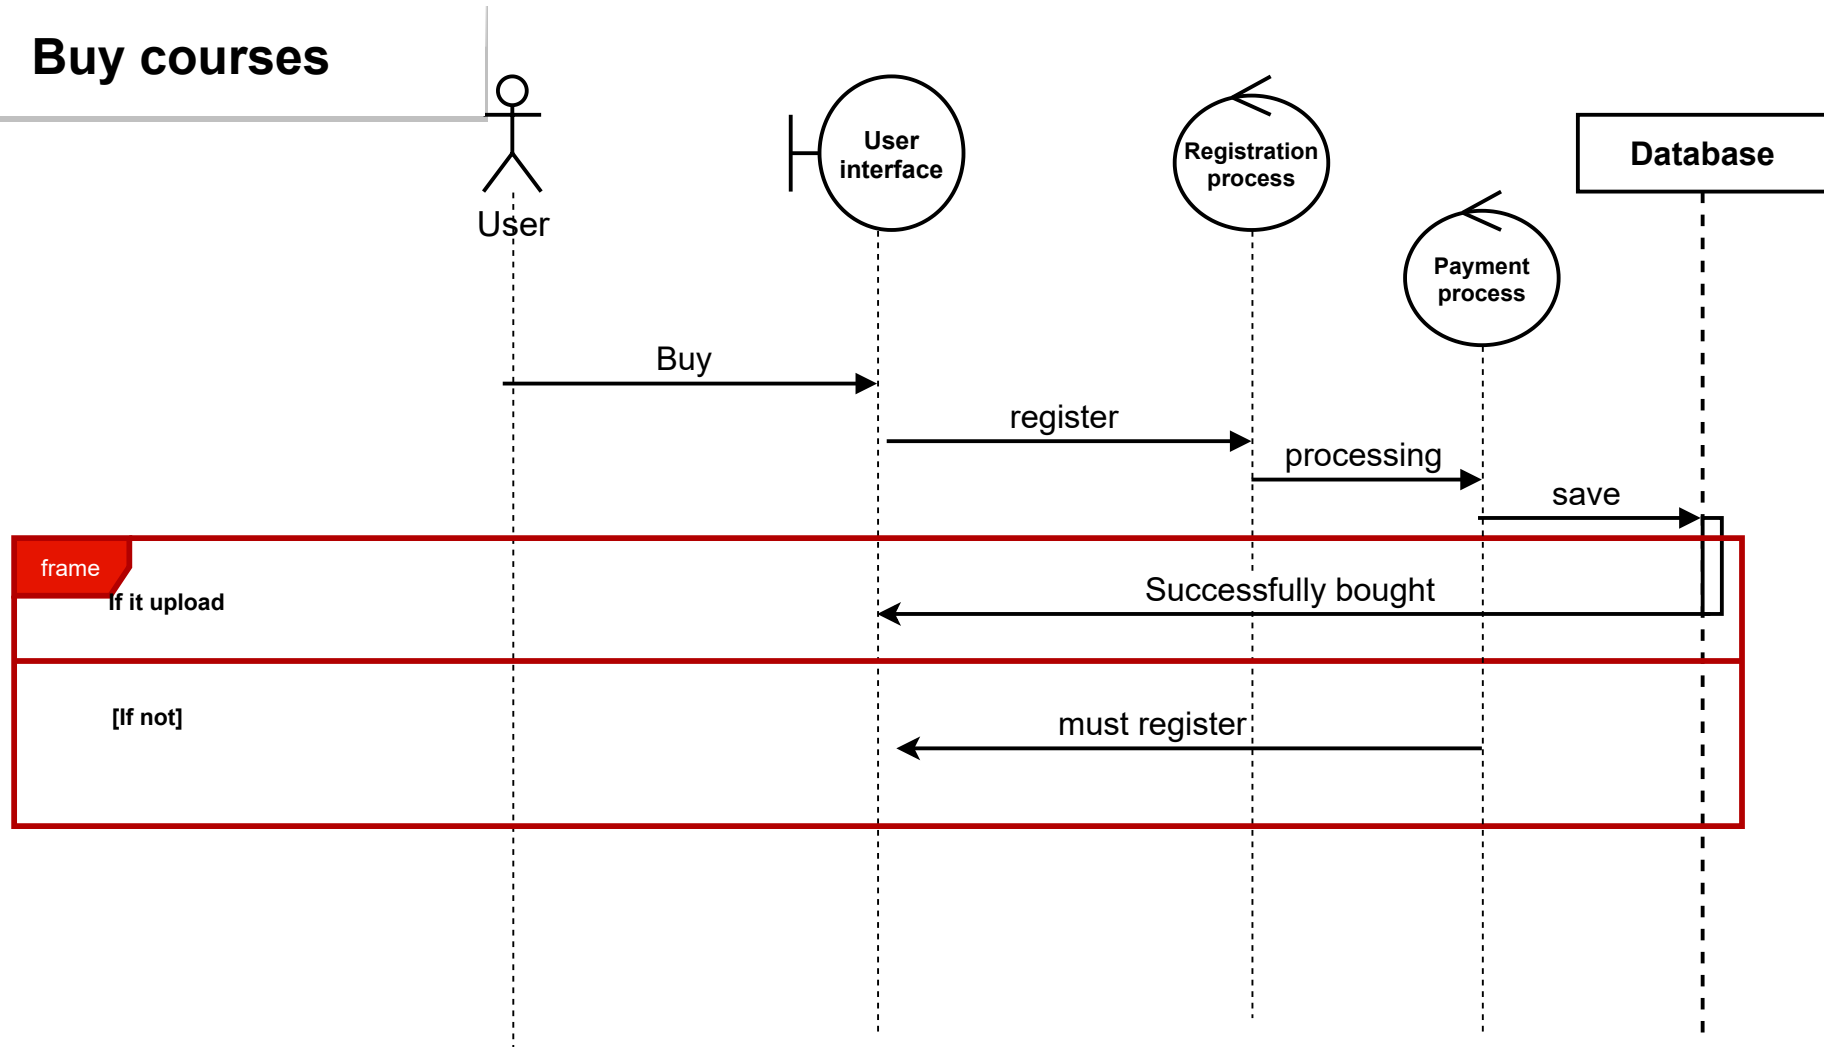 Buy courses
User
interface
Registration
process
Database
User
Payment
process
Buy
register
processing
save
frame
If it upload
Successfully bought
[If not]
must register